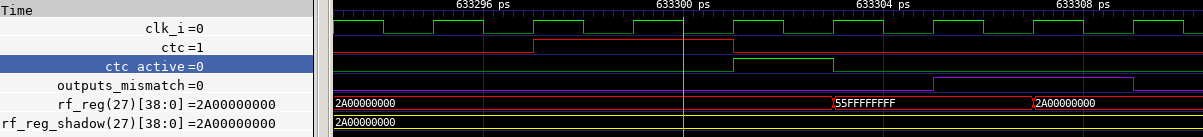 Time 633296 ps 633300 ps 633304 ps 633308 ps
clk_i=0
ctc=1
ctc_active=0
outputs_mismatch=0
rf_reg(27)[38:0]=2A00000000 2A00000000 55FFFFFFFF 2A00000000
rf_reg_shadow(27)[38:0]=2A00000000 2A00000000